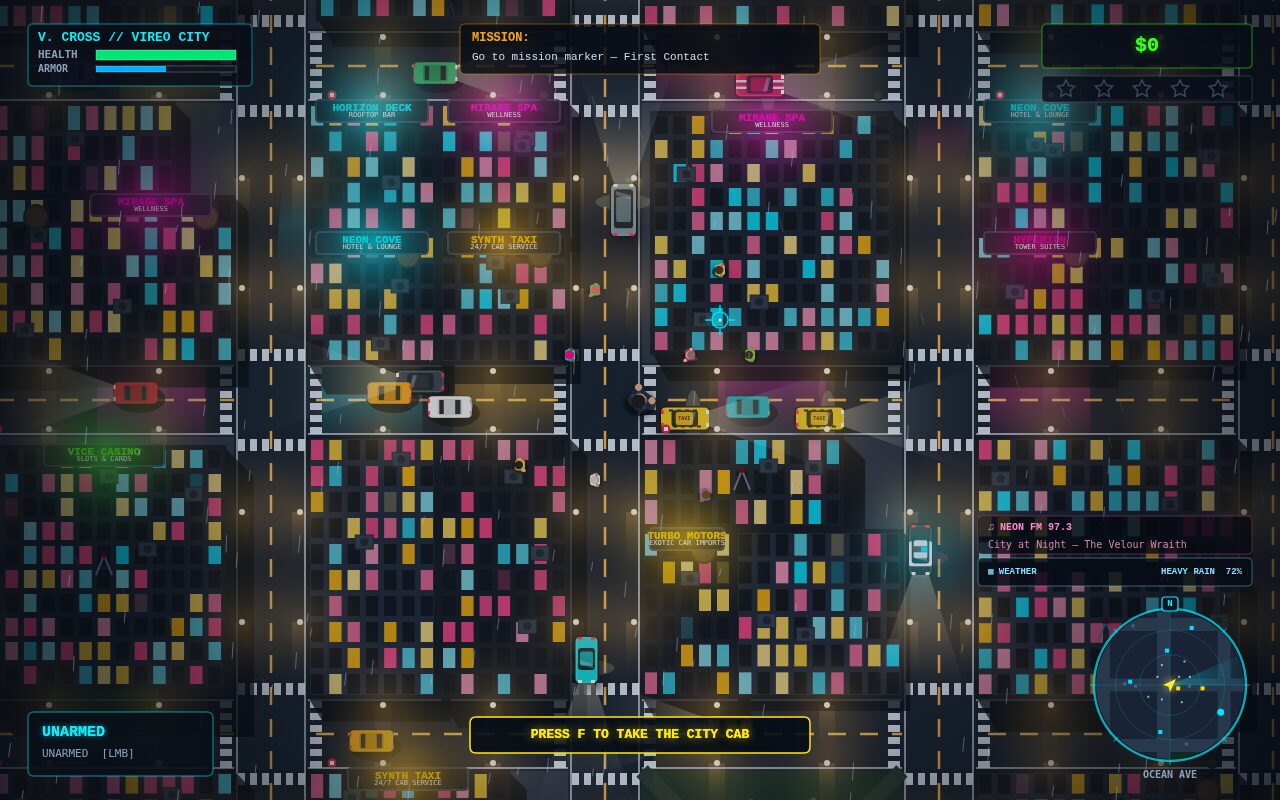 V. CROSS // VIREO CITY
HEALTH
ARMOR
MISSION:
Go to mission marker — First Contact
$0
HORIZON DECK
ROOFTOP BAR
MIRAGE SPA
WELLNESS
MIRAGE SPA
WELLNESS
NEON COVE
HOTEL & LOUNGE
MIRAGE SPA
WELLNESS
NEON COVE
HOTEL & LOUNGE
SYNTH TAXI
24/7 CAB SERVICE
HYPERION
TOWER SUITES
TAXI
TAXI
VICE CASINO
SLOTS & CARDS
TURBO MOTORS
EXOTIC CAR IMPORTS
♫ NEON FM 97.3
City at Night — The Velour Wraith
WEATHER
HEAVY RAIN 72%
N
UNARMED
UNARMED [LMB]
PRESS F TO TAKE THE CITY CAB
SYNTH TAXI
24/7 CAB SERVICE
OCEAN AVE